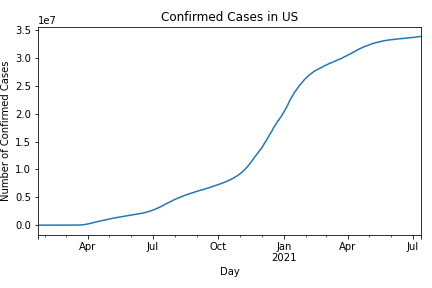 Confirmed Cases in US
1e7
3.5
3.0
2.5
2.0
1.5
1.0
0.5
0.0
Number of Confirmed Cases
Apr Jul Oct Jan Apr Jul
2021
Day